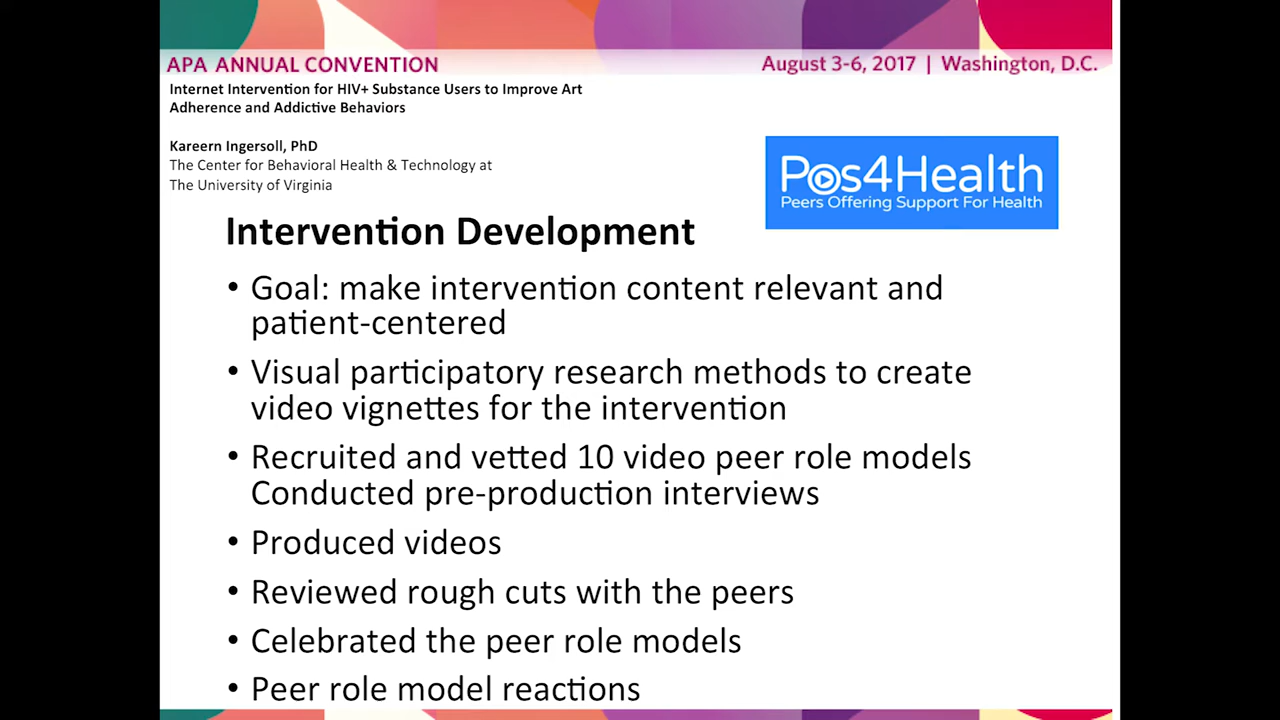 APA ANNUAL CONVENTION
August 3-6, 2017 | Washington, D.C.
Internet Intervention for HIV+ Substance Users to Improve Art
Adherence and Addictive Behaviors
Kareern Ingersoll, PhD
The Center for Behavioral Health & Technology at
The University of Virginia
Pos4Health
Peers Offering Support For Health
Intervention Development
• Goal: make intervention content relevant and
patient-centered
• Visual participatory research methods to create
video vignettes for the intervention
• Recruited and vetted 10 video peer role models
Conducted pre-production interviews
• Produced videos
• Reviewed rough cuts with the peers
• Celebrated the peer role models
• Peer role model reactions